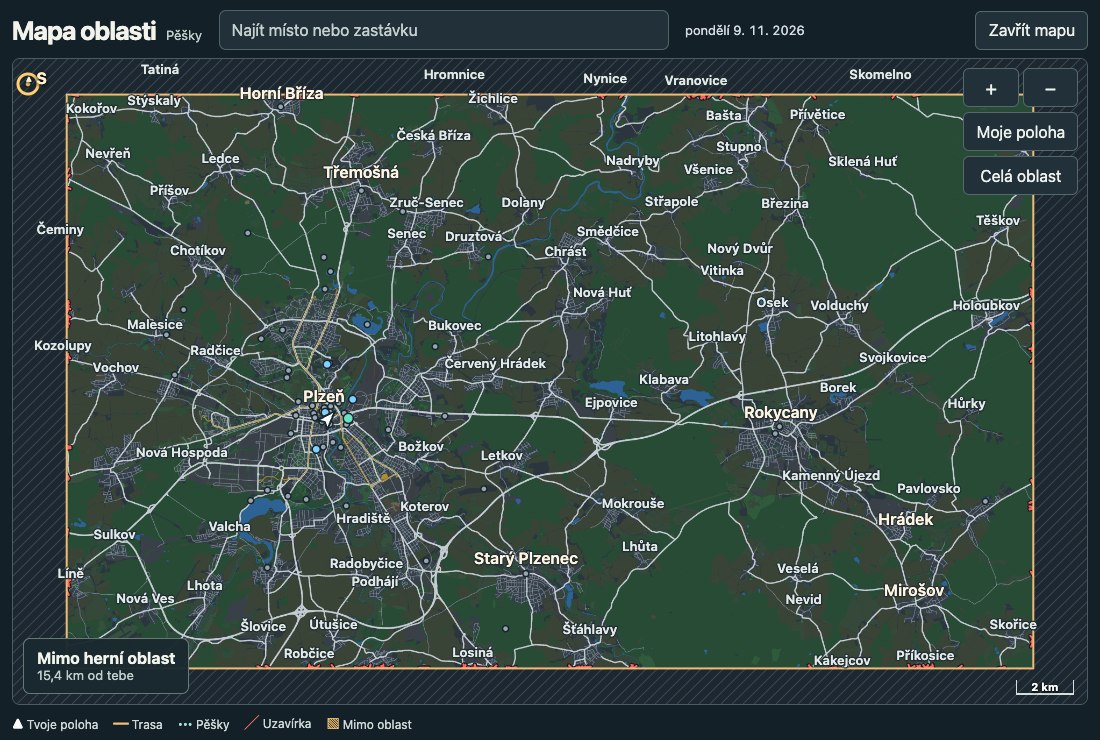 Mapa oblasti Pěšky
Najít místo nebo zastávku
pondělí 9. 11. 2026
Zavřít mapu
S
Tatiná
Hromnice
Nynice
Vranovice
Skomelno
+
−
Moje poloha
Celá oblast
Kokořov
Stýskaly
Horní Bříza
Žichlice
Bašta
Přívětice
Česká Bříza
Nevřeň
Ledce
Třemošná
Nadryby
Stupno
Všenice
Sklená Huť
Příšov
Zruč-Senec
Dolany
Střapole
Březina
Čeminy
Senec
Druztová
Smědčice
Těškov
Chotíkov
Chrást
Nový Dvůr
Vitinka
Nová Huť
Osek
Volduchy
Holoubkov
Malesice
Bukovec
Litohlavy
Kozolupy
Radčice
Vochov
Červený Hrádek
Svojkovice
Klabava
Borek
Plzeň
Ejpovice
Rokycany
Hůrky
Nová Hospoda
Božkov
Letkov
Kamenný Újezd
Pavlovsko
Valcha
Hradiště
Koterov
Mokrouše
Hrádek
Sulkov
Lhůta
Starý Plzenec
Radobyčice
Podhájí
Líně
Lhota
Veselá
Nová Ves
Nevid
Mirošov
Šlovice
Útušice
Šťáhlavy
Skořice
Robčice
Losiná
Kakejcov
Příkosice
Mimo herní oblast
15,4 km od tebe
2 km
Tvoje poloha
Trasa
Pěšky
Uzavírka
Mimo oblast